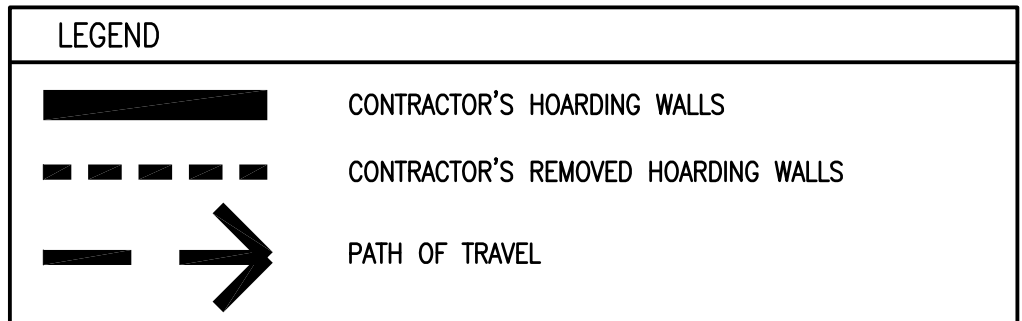 LEGEND
CONTRACTOR'S HOARDING WALLS
CONTRACTOR'S REMOVED HOARDING WALLS
PATH OF TRAVEL